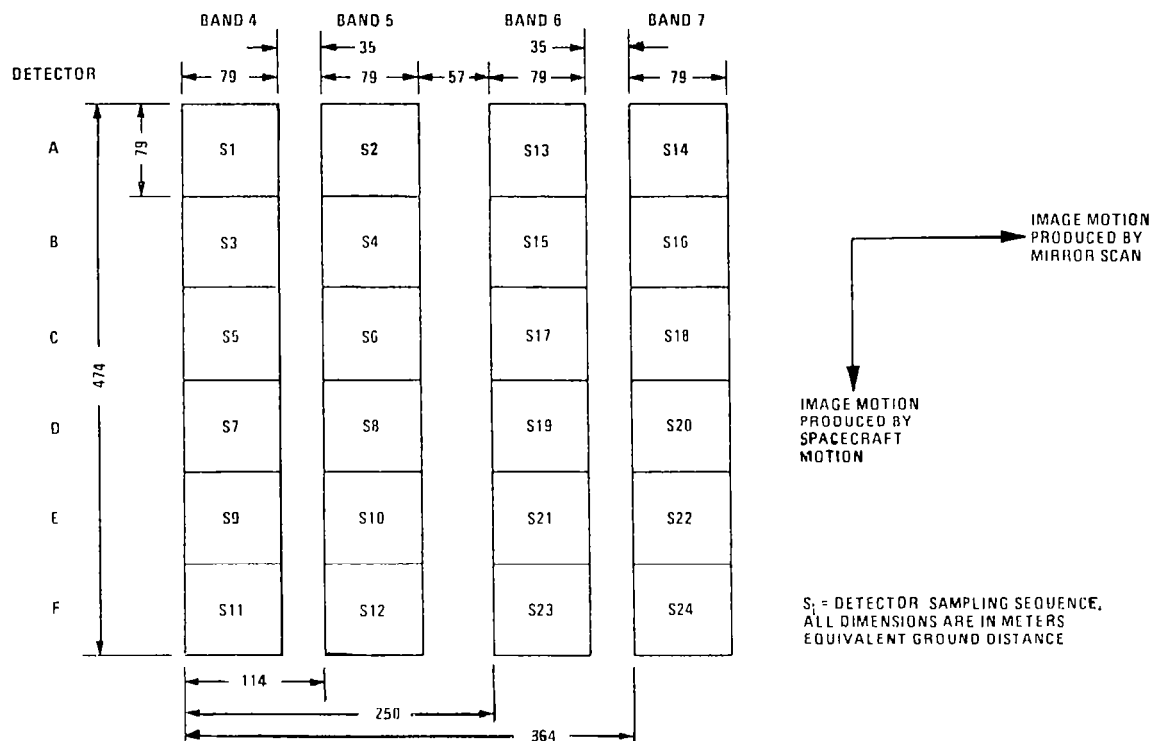 BAND 4 BAND 5 BAND 6 BAND 7
35 35
DETECTOR 79 79 57 79 79
A 79 S1 S2 S13 S14
B S3 S4 S15 S16
IMAGE MOTION
PRODUCED BY
MIRROR SCAN
C S5 S6 S17 S18
474
D S7 S8 S19 S20
IMAGE MOTION
PRODUCED BY
SPACECRAFT
MOTION
E S9 S10 S21 S22
F S11 S12 S23 S24
Si = DETECTOR SAMPLING SEQUENCE.
ALL DIMENSIONS ARE IN METERS
EQUIVALENT GROUND DISTANCE
114
250
364